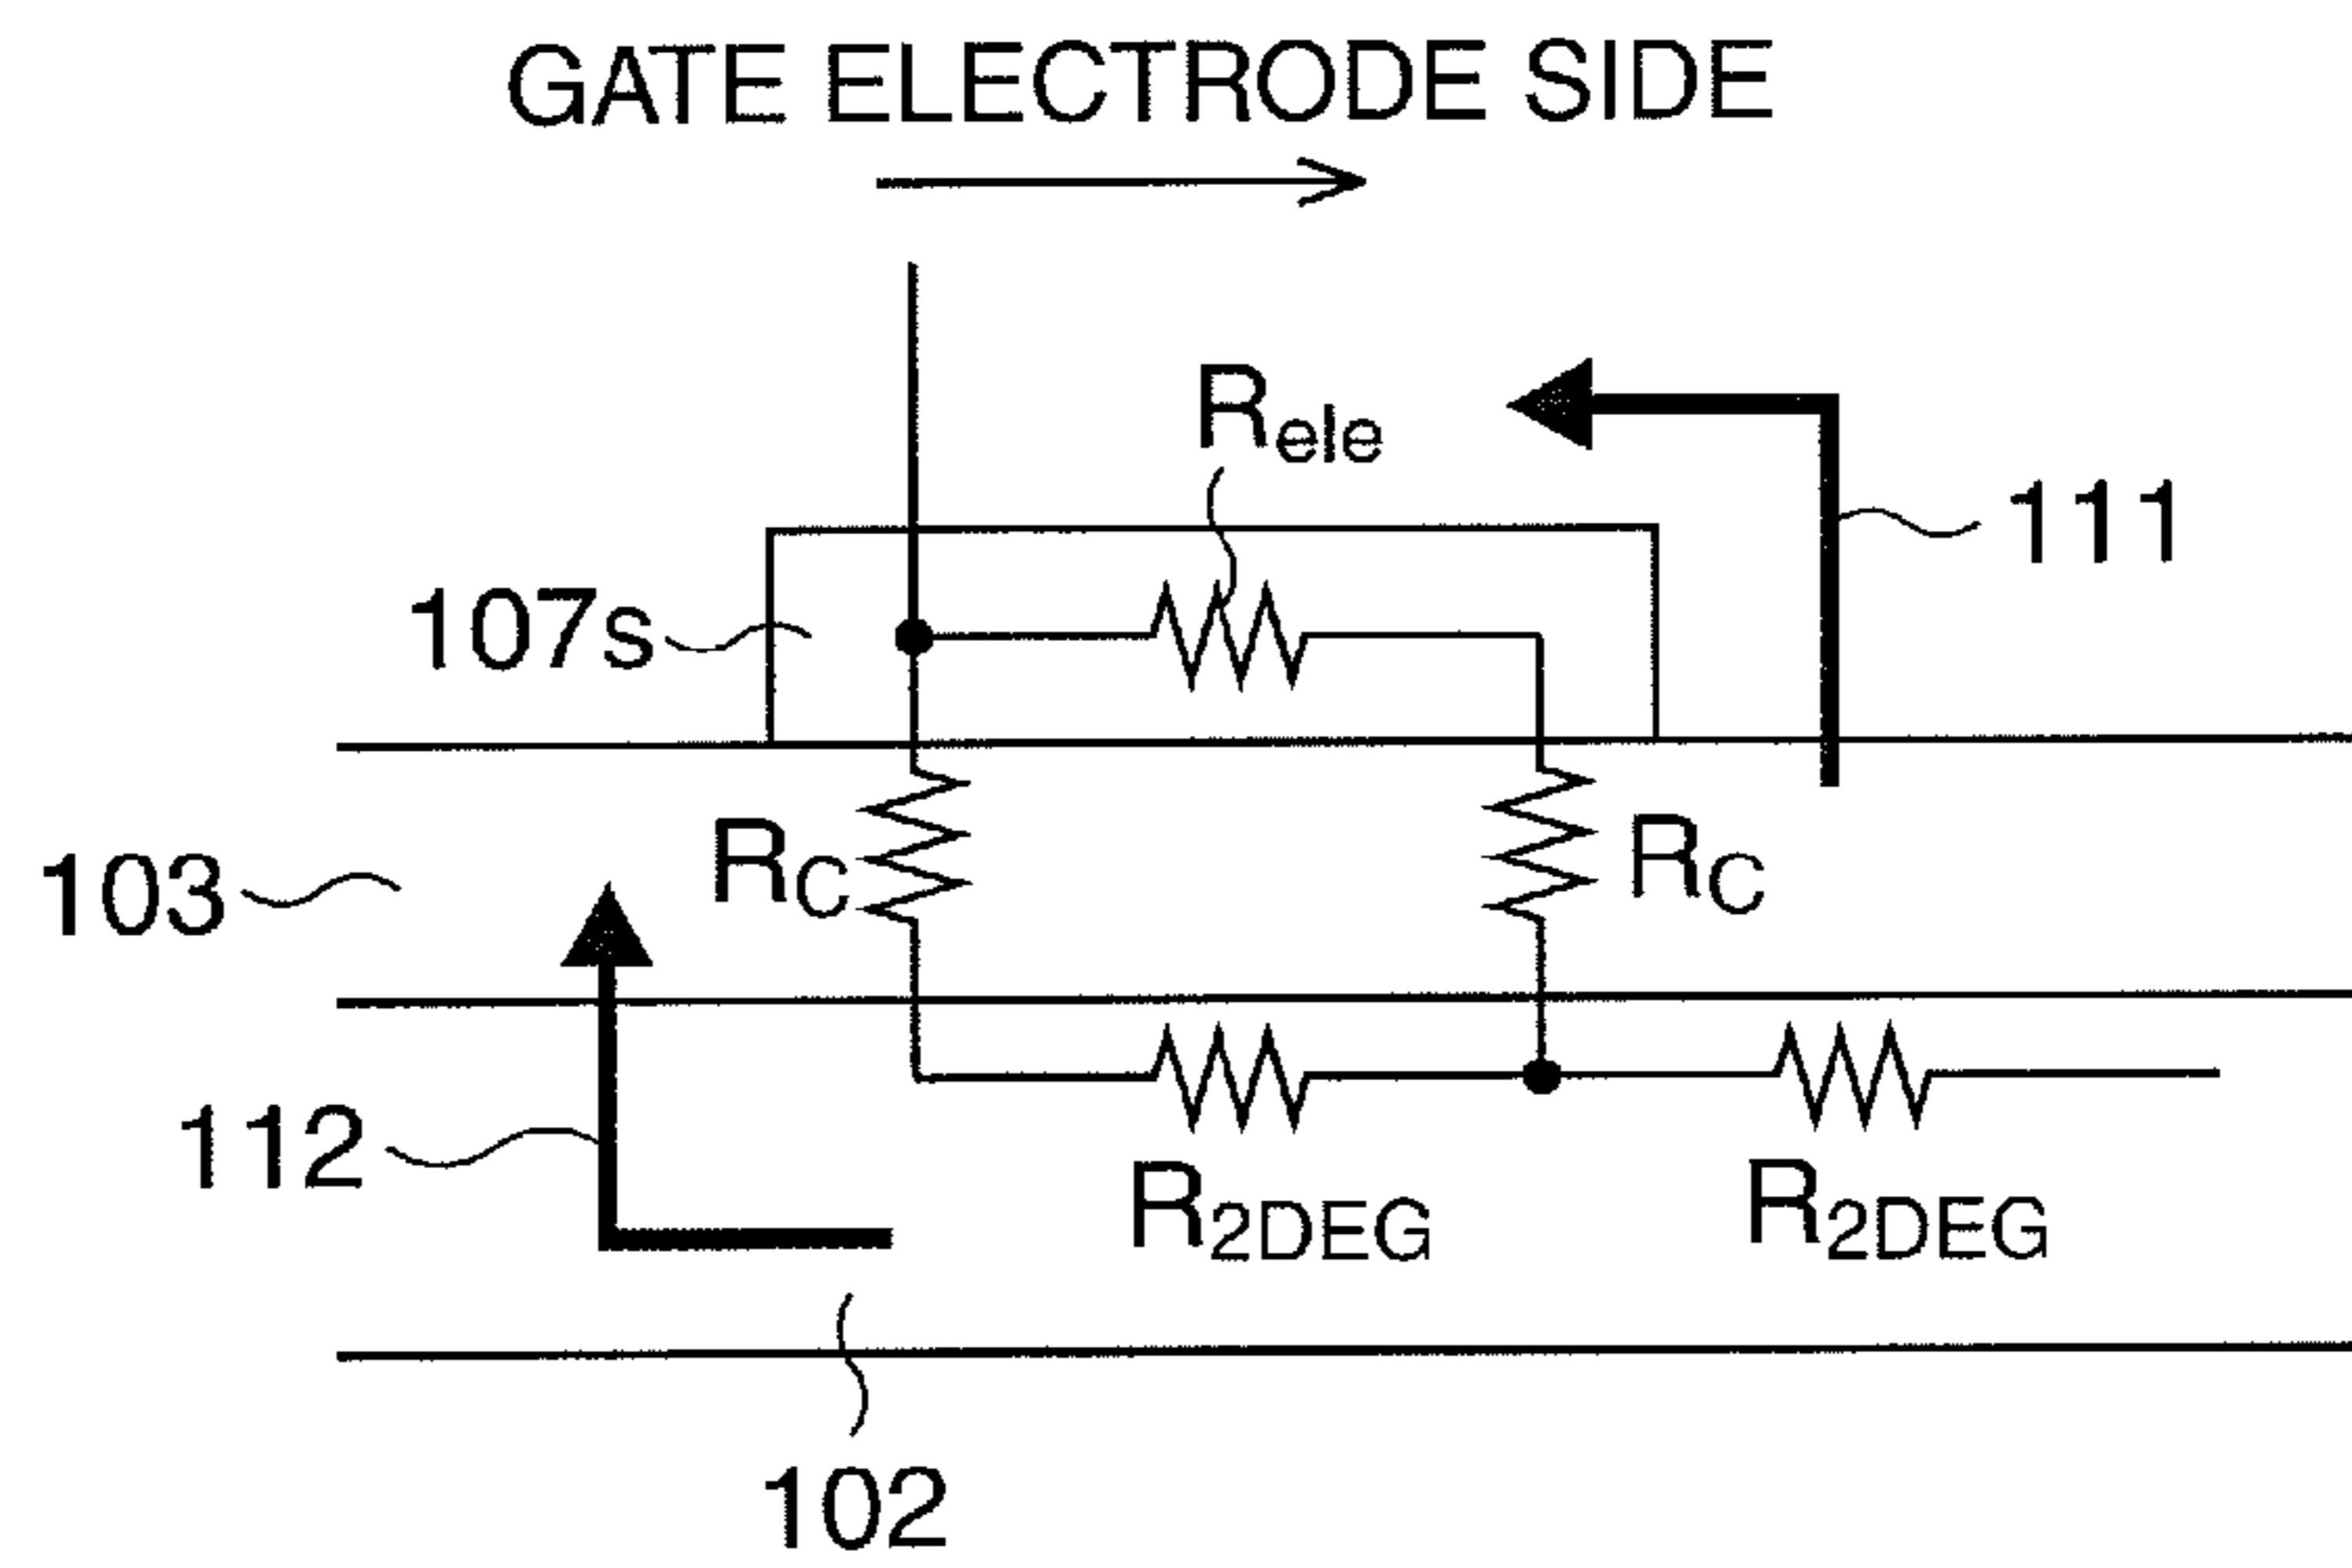 GATE ELECTRODE SIDE
Rele
111
107s
RC
RC
103
112
R2DEG
R2DEG
102